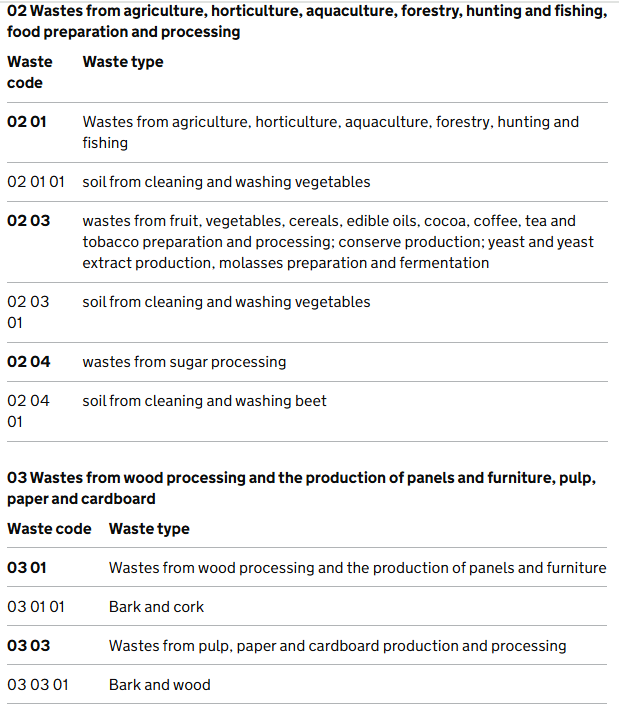 02 Wastes from agriculture, horticulture, aquaculture, forestry, hunting and fishing,
food preparation and processing
Waste code Waste type
02 01 Wastes from agriculture, horticulture, aquaculture, forestry, hunting and
fishing
02 01 01 soil from cleaning and washing vegetables
02 03 wastes from fruit, vegetables, cereals, edible oils, cocoa, coffee, tea and
tobacco preparation and processing; conserve production; yeast and yeast
extract production, molasses preparation and fermentation
02 03 01 soil from cleaning and washing vegetables
02 04 wastes from sugar processing
02 04 01 soil from cleaning and washing beet
03 Wastes from wood processing and the production of panels and furniture, pulp,
paper and cardboard
Waste code Waste type
03 01 Wastes from wood processing and the production of panels and furniture
03 01 01 Bark and cork
03 03 Wastes from pulp, paper and cardboard production and processing
03 03 01 Bark and wood